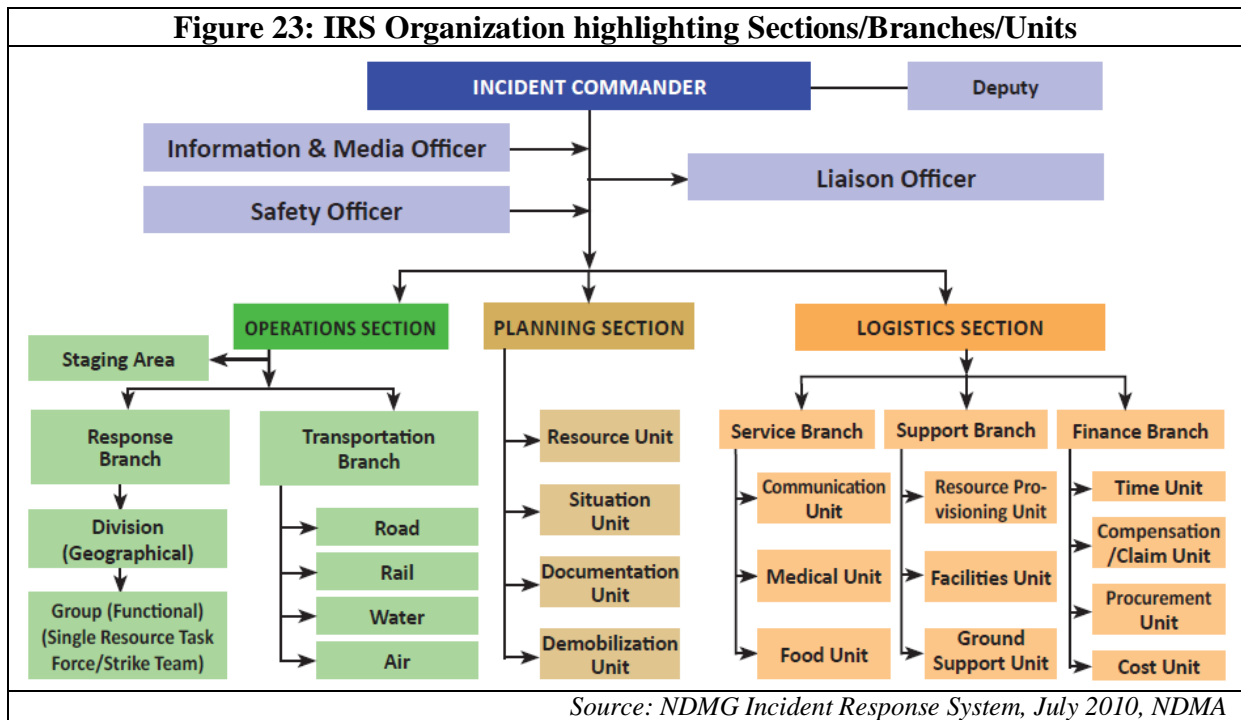 Figure 23: IRS Organization highlighting Sections/Branches/Units
INCIDENT COMMANDER
Deputy
Information & Media Officer
Liaison Officer
Safety Officer
OPERATIONS SECTION
PLANNING SECTION
LOGISTICS SECTION
Staging Area
Response
Branch
Transportation
Branch
Division
(Geographical)
Group (Functional)
(Single Resource Task
Force/Strike Team)
Road
Rail
Water
Air
Resource Unit
Situation
Unit
Documentation
Unit
Demobilization
Unit
Service Branch
Communication
Unit
Medical Unit
Food Unit
Support Branch
Resource Pro-
visioning Unit
Facilities Unit
Ground
Support Unit
Finance Branch
Time Unit
Compensation
/Claim Unit
Procurement
Unit
Cost Unit
Source: NDMG Incident Response System, July 2010, NDMA